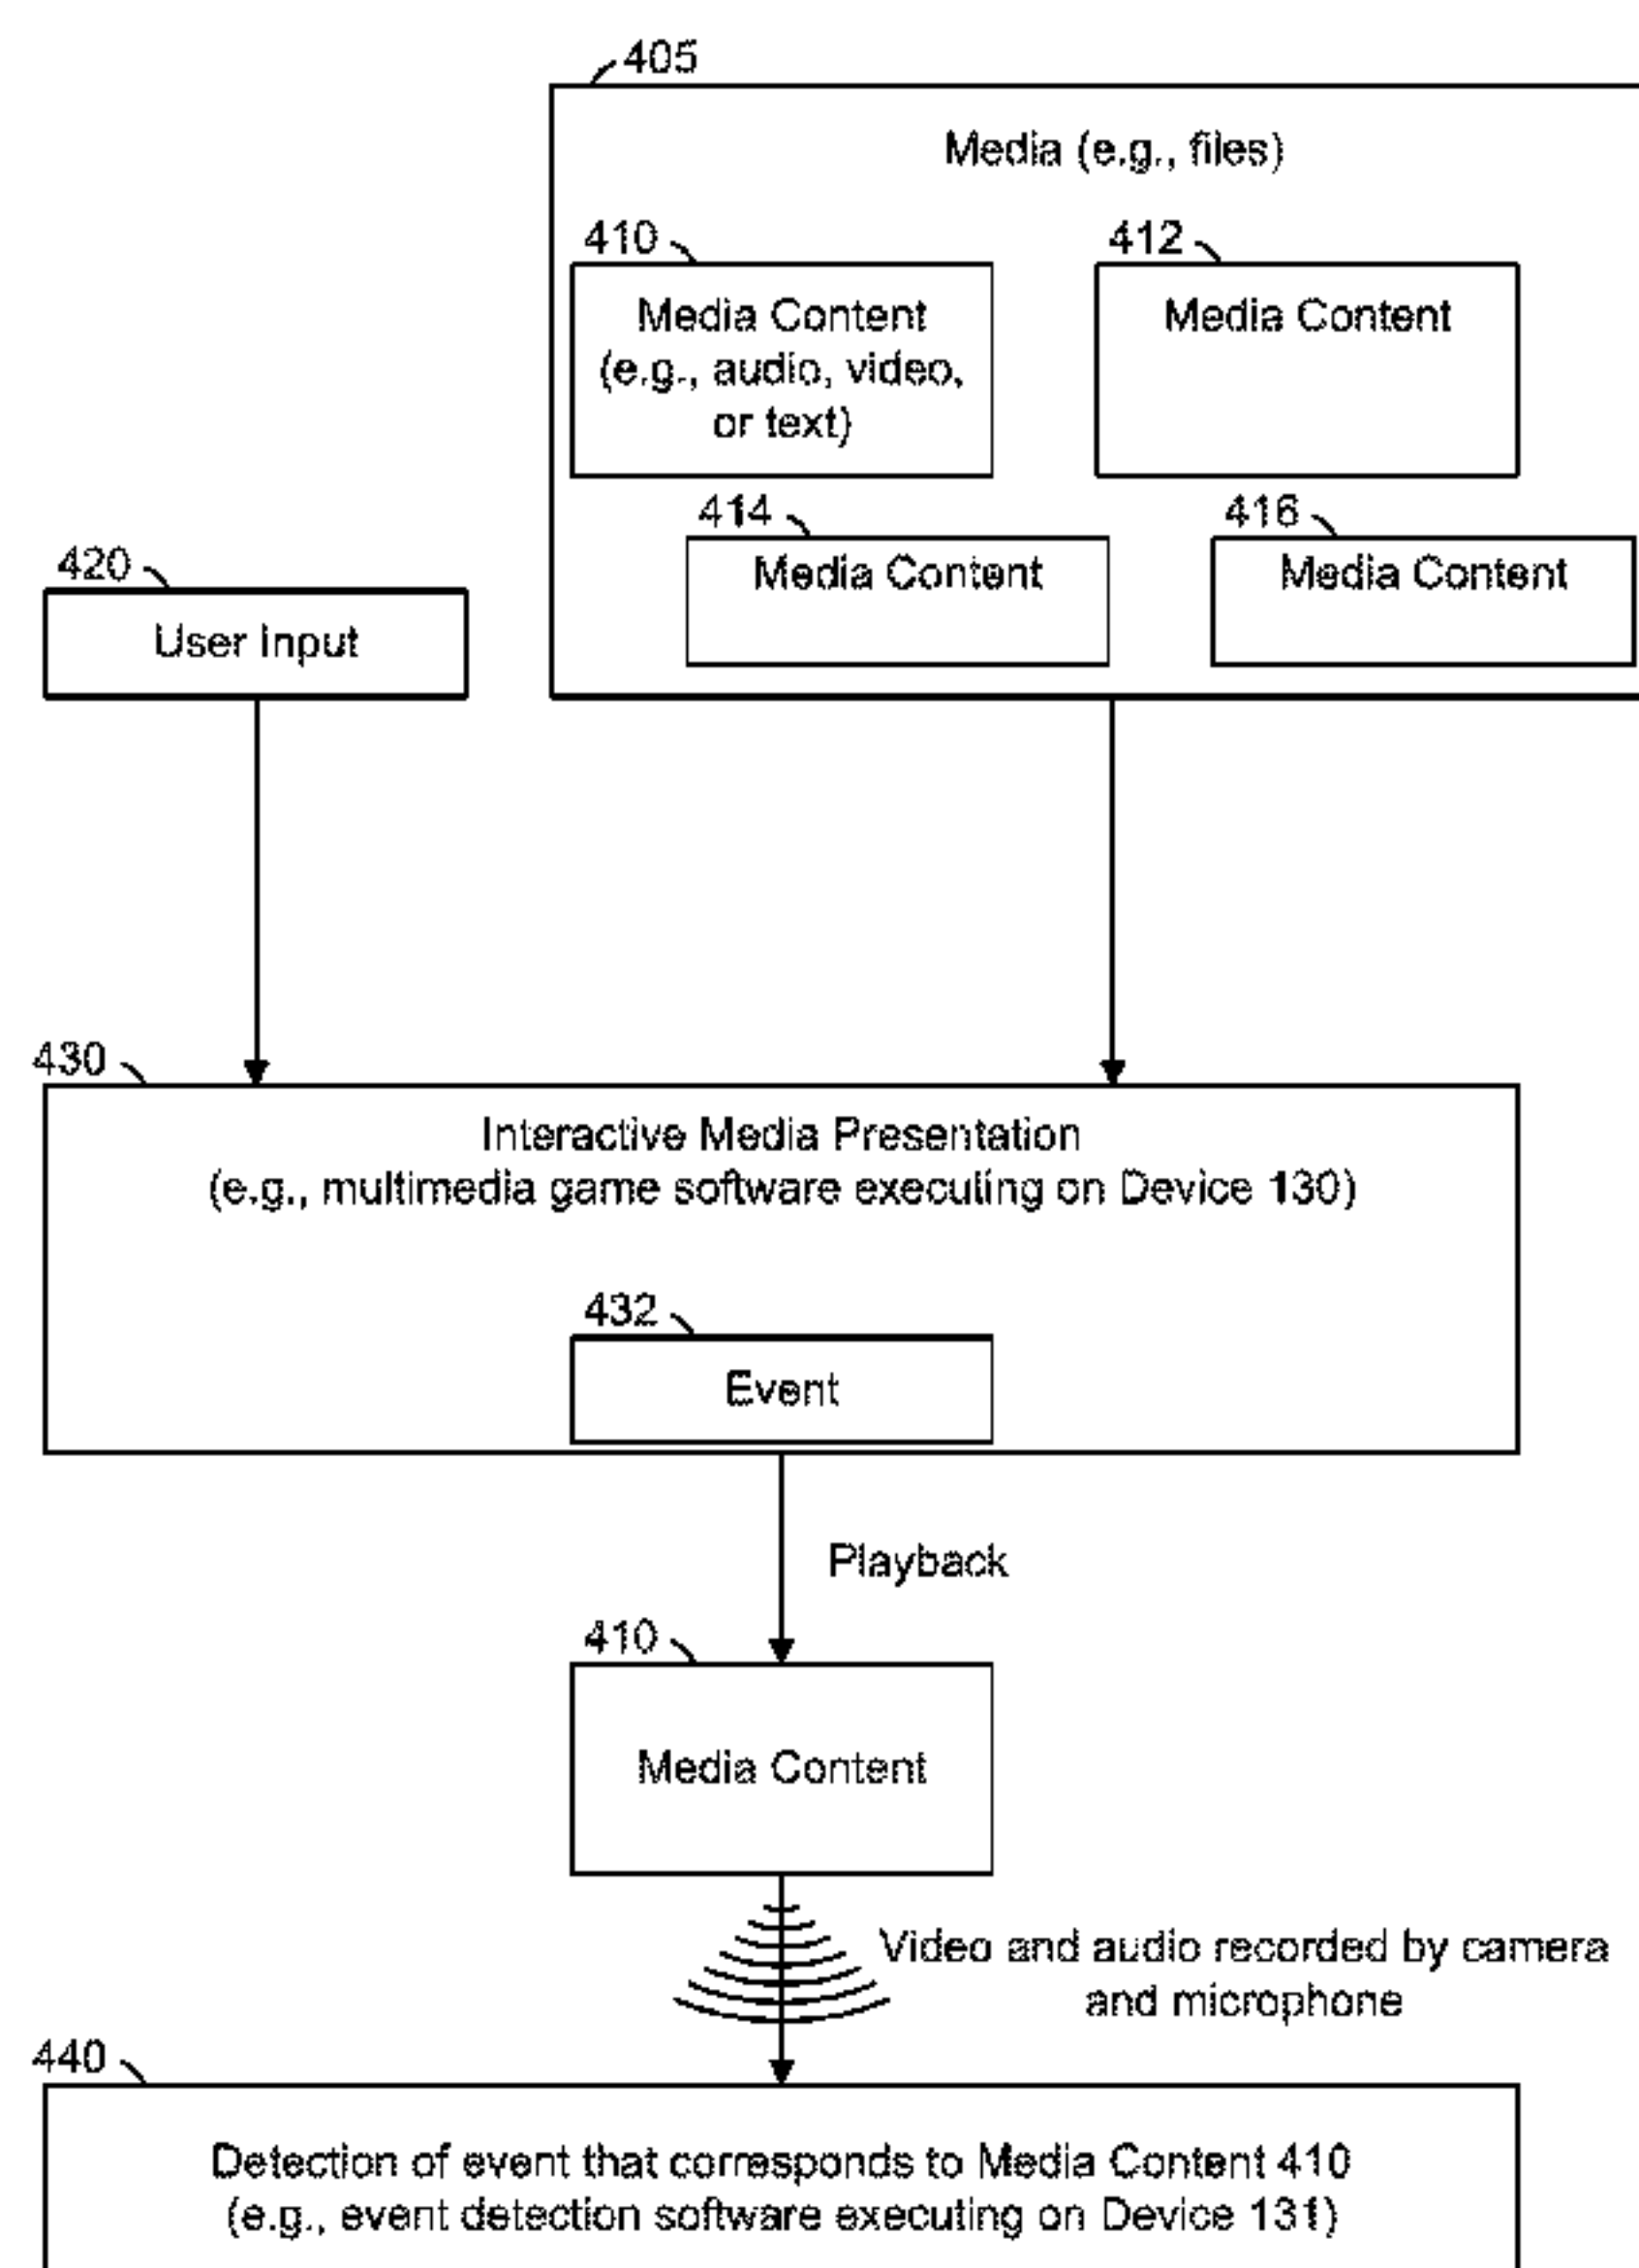 405
Media (e.g., files)
410
412
Media Content
(e.g., audio, video,
or text)
Media Content
414
416
Media Content
Media Content
420
User Input
430
Interactive Media Presentation
(e.g., multimedia game software executing on Device 130)
432
Event
Playback
410
Media Content
Video and audio recorded by camera
and microphone
440
Detection of event that corresponds to Media Content 410
(e.g., event detection software executing on Device 131)